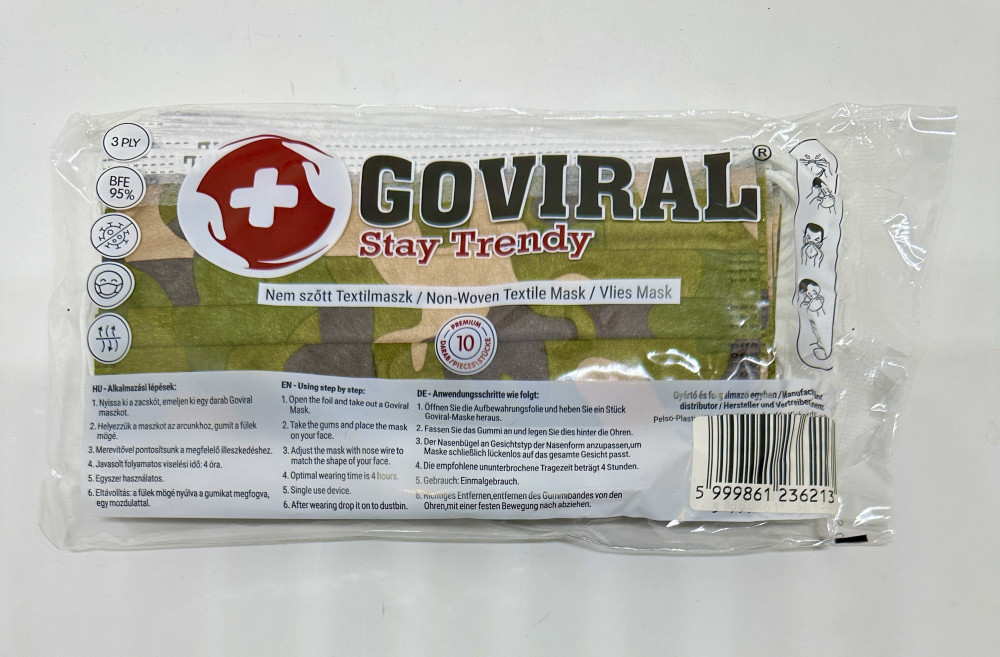 3 PLY
BFE
95%
GOVIRAL®
Stay Trendy
Nem szőtt Textilmaszk / Non-Woven Textile Mask / Vlies Mask
PREMIUM
10
DARAB/PIECES/STÜCKE
HU - Alkalmazási lépések:
1. Nyissa ki a zacskót, emeljen ki egy darab Goviral
maszkot.
2. Helyezzük a maszkot az arcunkhoz, gumit a fülek
mögé.
3. Merevítővel pontosítsunk a megfelelő illeszkedéshez.
4. Javasolt folyamatos viselési idő: 4 óra.
5. Egyszer használatos.
6. Eltávolítás: a fülek mögé nyúlva a gumikat megfogva,
egy mozdulattal.
EN - Using step by step:
1. Open the foil and take out a Goviral
Mask.
2. Take the gums and place the mask
on your face.
3. Adjust the mask with nose wire to
match the shape of your face.
4. Optimal wearing time is 4 hours.
5. Single use device.
6. After wearing drop it on to dustbin.
DE - Anwendungsschritte wie folgt:
1. Öffnen Sie die Aufbewahrungsfolie und heben Sie ein Stück
Goviral-Maske heraus.
2. Fassen Sie das Gummi an und legen Sie dies hinter die Ohren.
3. Der Nasenbügel an Gesichtstyp der Nasenform anzupassen,um
Maske schließlich lückenlos auf das gesamte Gesicht passt.
4. Die empfohlene ununterbrochene Tragezeit beträgt 4 Stunden.
5. Gebrauch: Einmalgebrauch.
6. Richtiges Entfernen,entfernen des Gummibandes von den
Ohren,mit einer festen Bewegung nach abziehen.
Gyártó és forgalmazó egyben /
distributor / Hersteller und Vertreiber
5 999861 236213